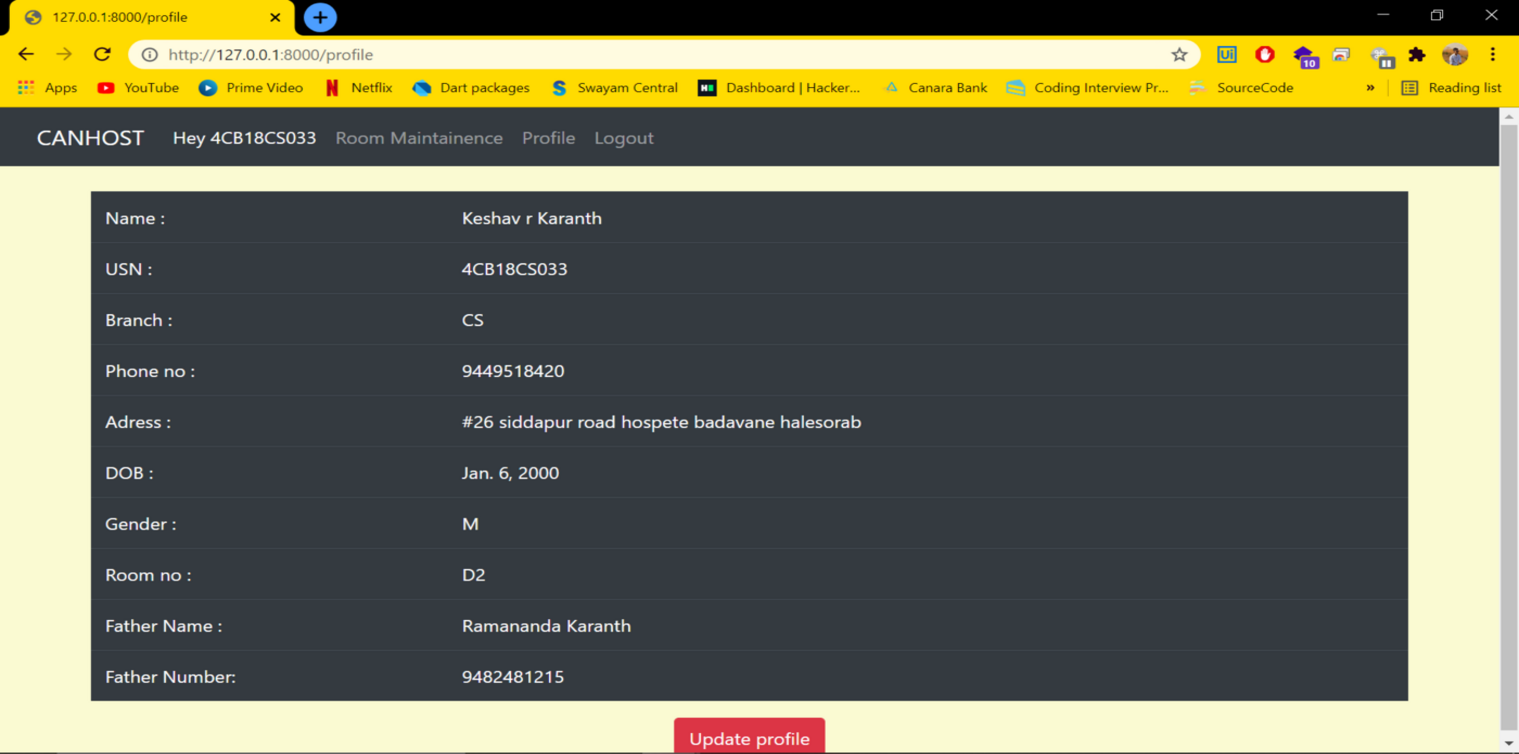 127.0.0.1:8000/profile
http://127.0.0.1:8000/profile
Ui 10
Apps YouTube Prime Video N Netflix Dart packages S Swayam Central Dashboard | Hacker... Canara Bank Coding Interview Pr... SourceCode » Reading list
CANHOST Hey 4CB18CS033 Room Maintainence Profile Logout
Name : Keshav r Karanth
USN : 4CB18CS033
Branch : CS
Phone no : 9449518420
Adress : #26 siddapur road hospete badavane halesorab
DOB : Jan. 6, 2000
Gender : M
Room no : D2
Father Name : Ramananda Karanth
Father Number: 9482481215
Update profile